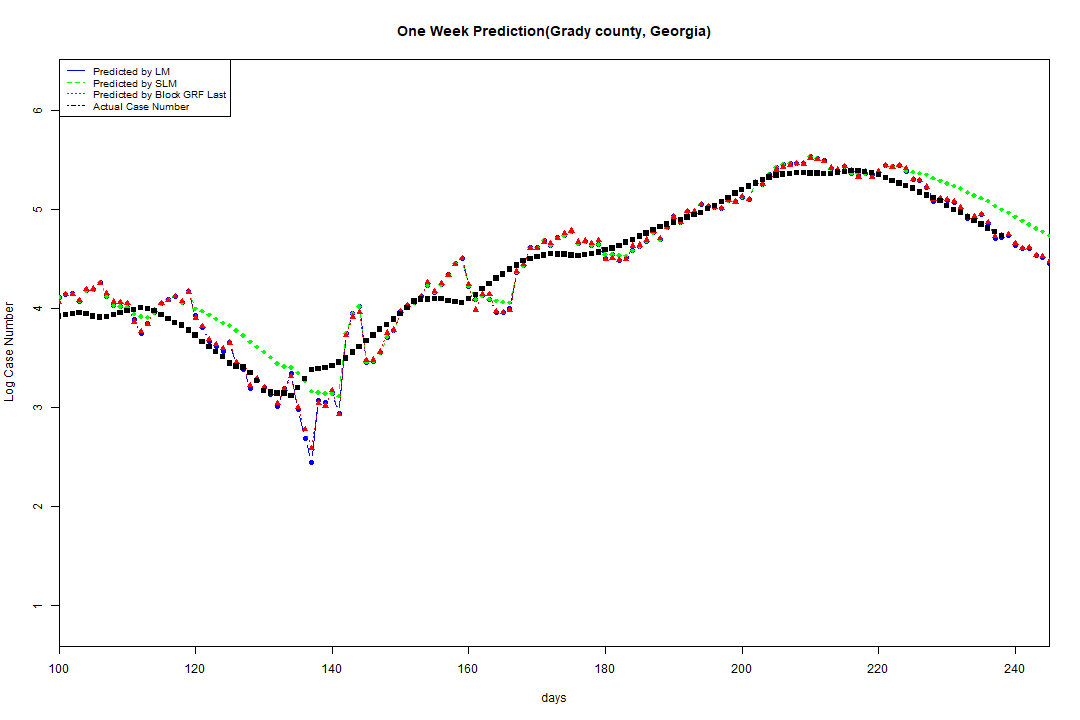 One Week Prediction(Grady county, Georgia)
Predicted by LM
Predicted by SLM
Predicted by Block GRF Last
Actual Case Number
6
5
4
3
2
1
Log Case Number
100 120 140 160 180 200 220 240
days